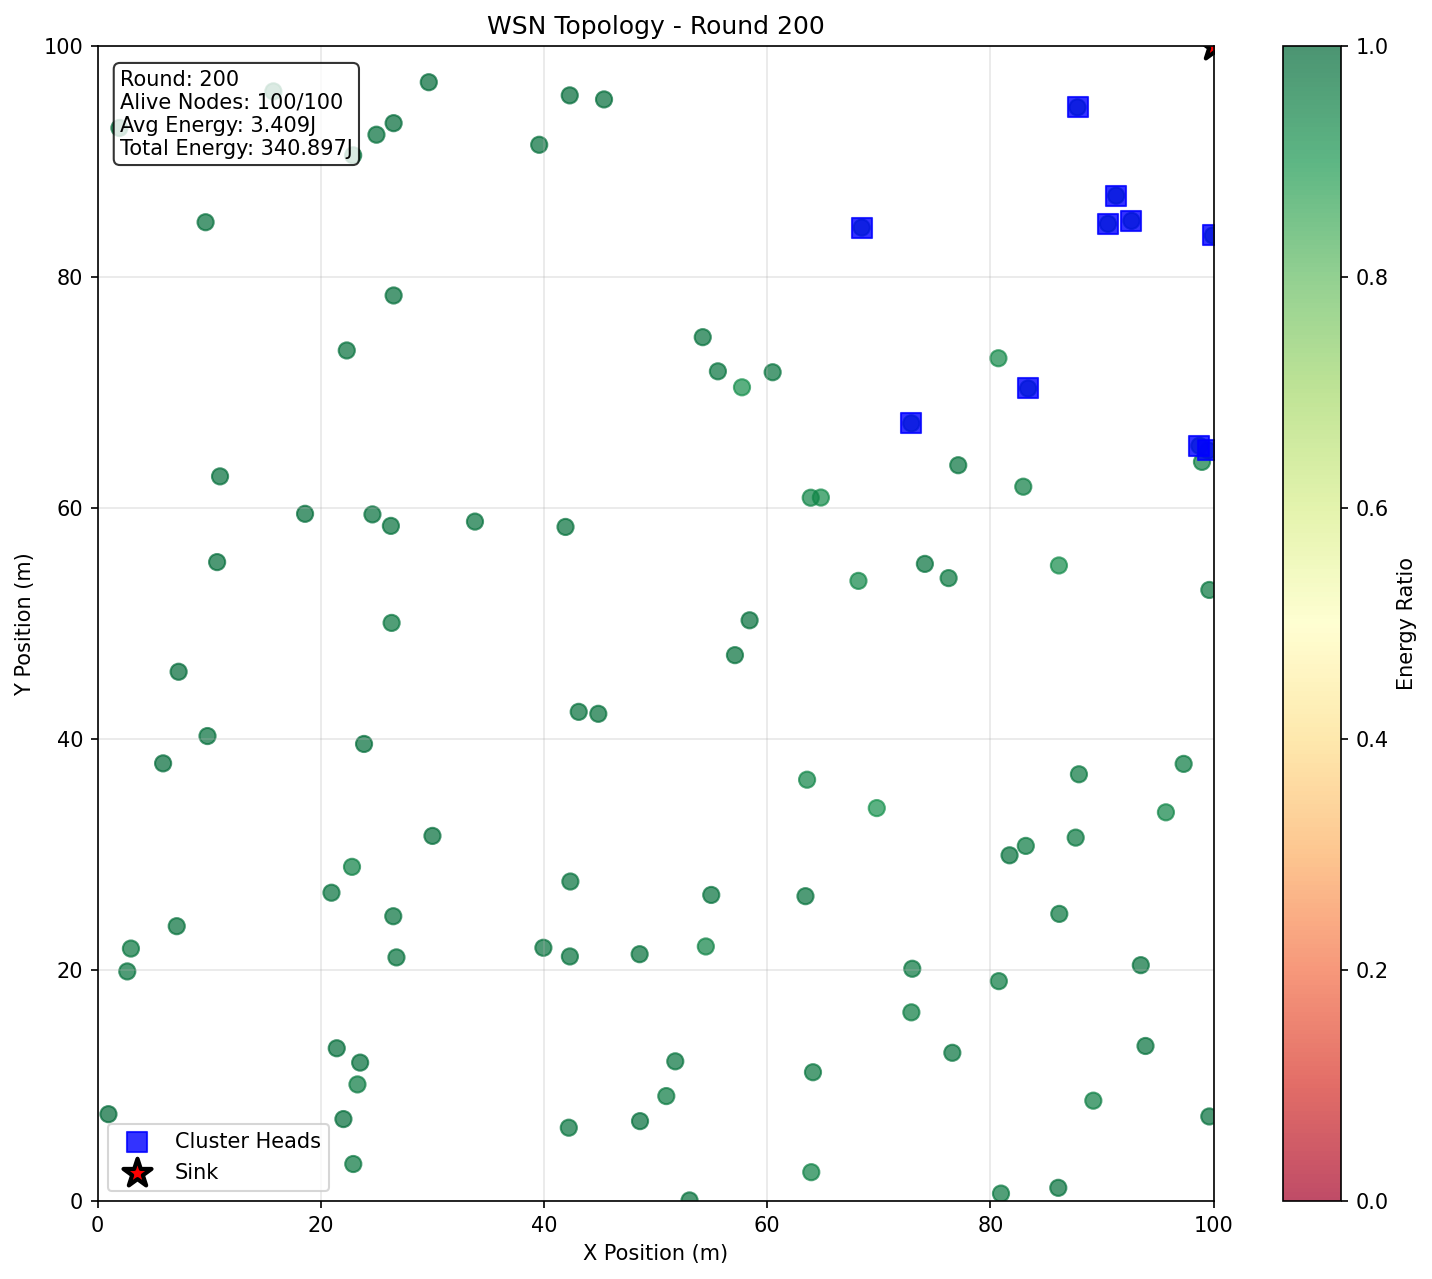 WSN Topology - Round 200
Round: 200
Alive Nodes: 100/100
Avg Energy: 3.409J
Total Energy: 340.897J
100
80
60
40
20
0
Y Position (m)
Cluster Heads
Sink
0
20
40
60
80
100
X Position (m)
1.0
0.8
0.6
0.4
0.2
0.0
Energy Ratio